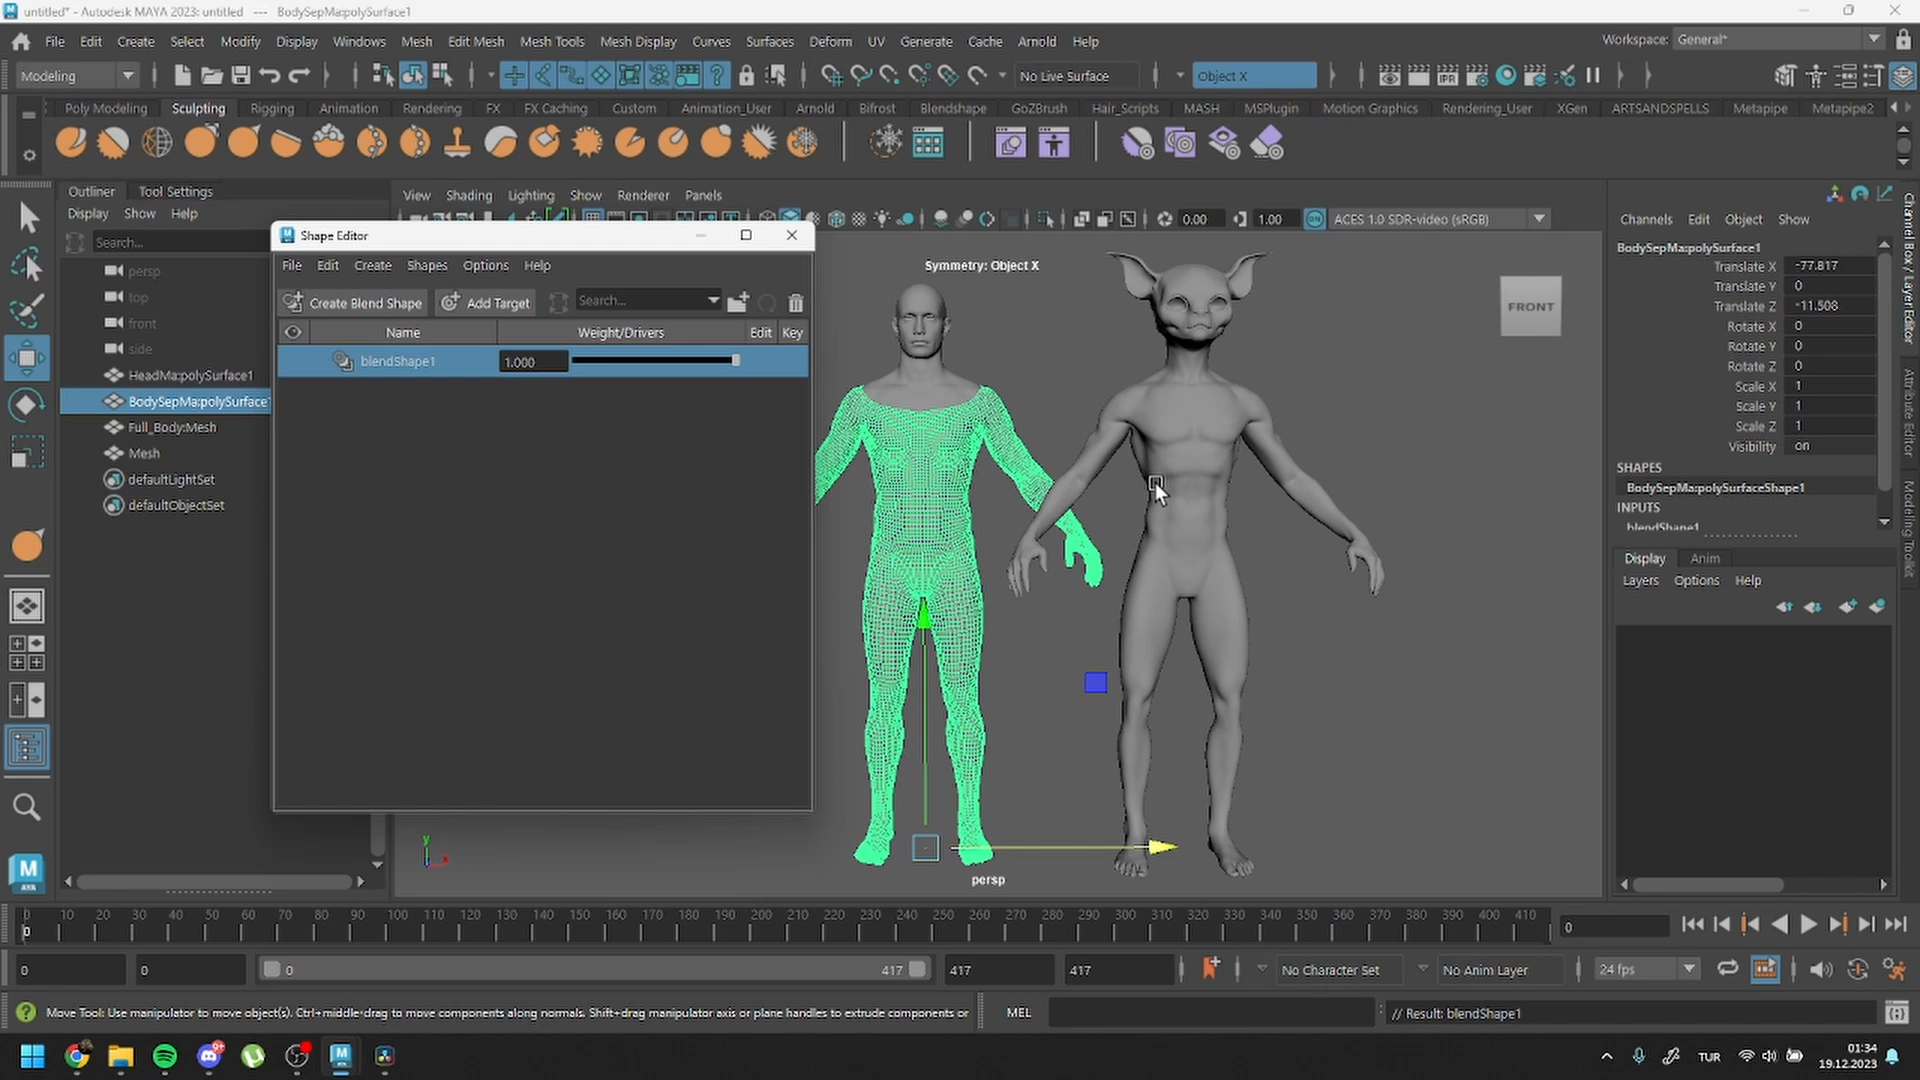 untitled* - Autodesk MAYA 2023: untitled --- BodySepMa:polySurface1
File Edit Create Select Modify Display Windows Mesh Edit Mesh Mesh Tools Mesh Display Curves Surfaces Deform UV Generate Cache Arnold Help
Workspace: General*
Modeling
No Live Surface
Object X
Poly Modeling Sculpting Rigging Animation Rendering FX FX Caching Custom Animation_User Arnold Bifrost Blendshape GoZBrush Hair_Scripts MASH MSPlugin Motion Graphics Rendering_User XGen ARTSANDSPELLS Metapipe Metapipe2
Outliner Tool Settings
Display Show Help
Search...
persp
top
front
side
HeadMa:polySurface1
BodySepMa:polySurface1
Full_Body:Mesh
Mesh
defaultLightSet
defaultObjectSet
View Shading Lighting Show Renderer Panels
0.00 1.00 ON ACES 1.0 SDR-video (sRGB)
Shape Editor
File Edit Create Shapes Options Help
Create Blend Shape Add Target Search...
Name Weight/Drivers Edit Key
blendShape1 1.000
Symmetry: Object X
FRONT
y
x
persp
Channels Edit Object Show
BodySepMa:polySurface1
Translate X -77.817
Translate Y 0
Translate Z -11.508
Rotate X 0
Rotate Y 0
Rotate Z 0
Scale X 1
Scale Y 1
Scale Z 1
Visibility on
SHAPES
BodySepMa:polySurfaceShape1
INPUTS
blendShape1
Display Anim
Layers Options Help
Channel Box / Layer Editor
Attribute Editor
Modeling Toolkit
M
AYA
0 10 20 30 40 50 60 70 80 90 100 110 120 130 140 150 160 170 180 190 200 210 220 230 240 250 260 270 280 290 300 310 320 330 340 350 360 370 380 390 400 410
0
0
0 0 0 417 417 417 No Character Set No Anim Layer 24 fps
Move Tool: Use manipulator to move object(s). Ctrl+middle-drag to move components along normals. Shift+drag manipulator axis or plane handles to extrude components or
MEL
// Result: blendShape1
TUR
01:34
19.12.2023